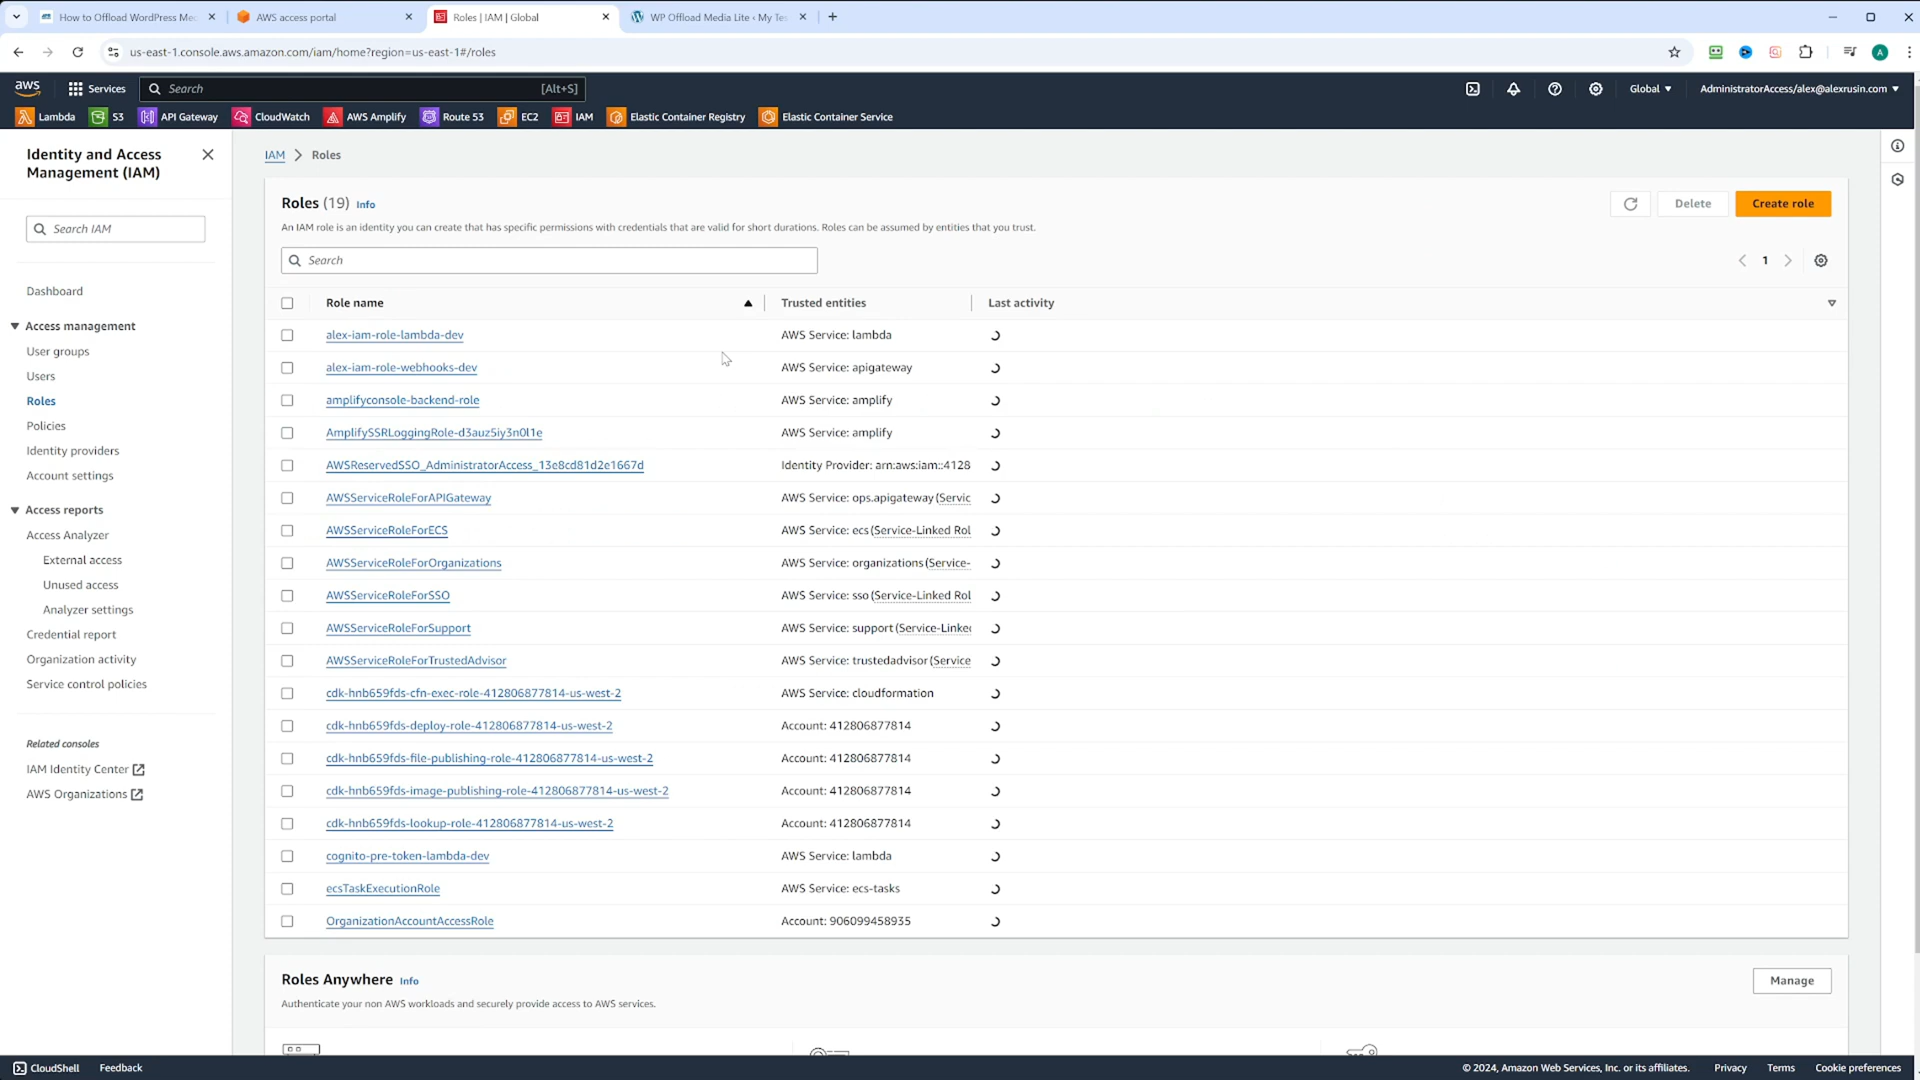 How to Offload WordPress Me
AWS access portal
Roles | IAM | Global
WP Offload Media Lite ‹ My Tes
us-east-1.console.aws.amazon.com/iam/home?region=us-east-1#/roles
A
aws
Services
Search
[Alt+S]
Global
AdministratorAccess/alex@alexrusin.com
Lambda
S3
API Gateway
CloudWatch
AWS Amplify
Route 53
EC2
IAM
Elastic Container Registry
Elastic Container Service
Identity and Access
Management (IAM)
Search IAM
Dashboard
Access management
User groups
Users
Roles
Policies
Identity providers
Account settings
Access reports
Access Analyzer
External access
Unused access
Analyzer settings
Credential report
Organization activity
Service control policies
Related consoles
IAM Identity Center
AWS Organizations
IAM > Roles
Roles (19) Info
Delete
Create role
An IAM role is an identity you can create that has specific permissions with credentials that are valid for short durations. Roles can be assumed by entities that you trust.
Search
1
Role name Trusted entities Last activity
alex-iam-role-lambda-dev AWS Service: lambda
alex-iam-role-webhooks-dev AWS Service: apigateway
amplifyconsole-backend-role AWS Service: amplify
AmplifySSRLoggingRole-d3auz5iy3n0l1e AWS Service: amplify
AWSReservedSSO_AdministratorAccess_13e8cd81d2e1667d Identity Provider: arn:aws:iam::4128
AWSServiceRoleForAPIGateway AWS Service: ops.apigateway (Servic
AWSServiceRoleForECS AWS Service: ecs (Service-Linked Rol
AWSServiceRoleForOrganizations AWS Service: organizations (Service-
AWSServiceRoleForSSO AWS Service: sso (Service-Linked Rol
AWSServiceRoleForSupport AWS Service: support (Service-Linked
AWSServiceRoleForTrustedAdvisor AWS Service: trustedadvisor (Service
cdk-hnb659fds-cfn-exec-role-412806877814-us-west-2 AWS Service: cloudformation
cdk-hnb659fds-deploy-role-412806877814-us-west-2 Account: 412806877814
cdk-hnb659fds-file-publishing-role-412806877814-us-west-2 Account: 412806877814
cdk-hnb659fds-image-publishing-role-412806877814-us-west-2 Account: 412806877814
cdk-hnb659fds-lookup-role-412806877814-us-west-2 Account: 412806877814
cognito-pre-token-lambda-dev AWS Service: lambda
ecsTaskExecutionRole AWS Service: ecs-tasks
OrganizationAccountAccessRole Account: 906099458935
Roles Anywhere Info
Manage
Authenticate your non AWS workloads and securely provide access to AWS services.
CloudShell
Feedback
© 2024, Amazon Web Services, Inc. or its affiliates.
Privacy
Terms
Cookie preferences